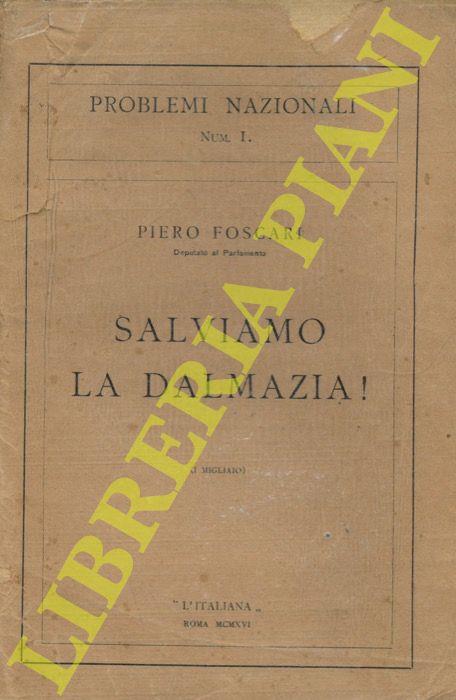 PROBLEMI NAZIONALI
NUM. I.
PIERO FOSCARI
Deputato al Parlamento
SALVIAMO
LA DALMAZIA!
(I MIGLIAIO)
"L'ITALIANA„
ROMA MCMXVI
LIBRERIA PIANI